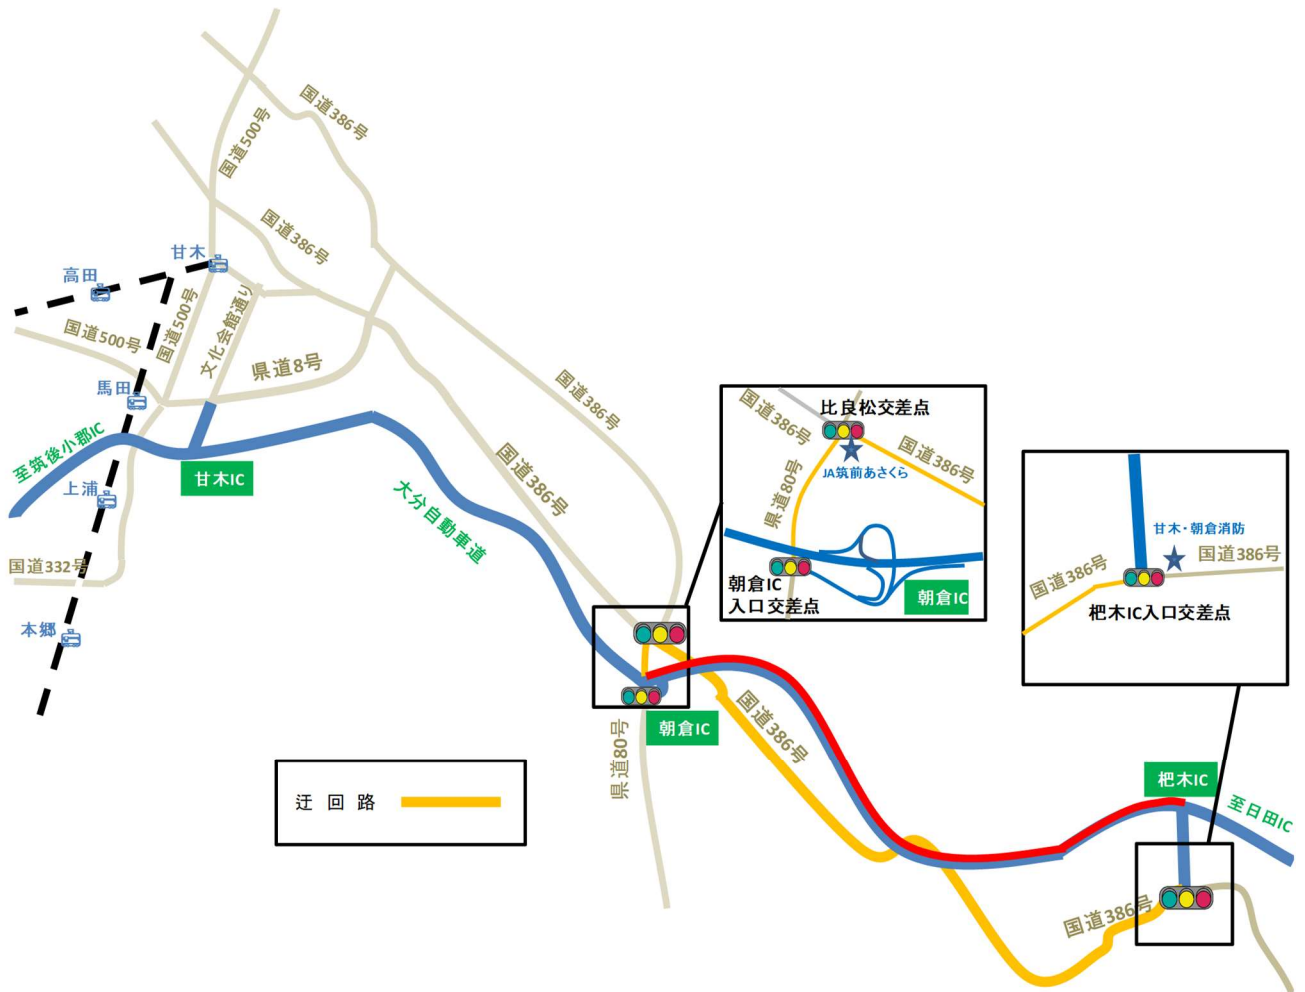 国道386号
国道500号
国道386号
甘木
高田
国道500号
国道500号
文化会館通り
県道8号
馬田
至筑後小郡IC
甘木IC
上浦
国道332号
本郷
大分自動車道
国道386号
国道386号
国道386号
比良松交差点
国道386号
JA筑前あさくら
県道80号
朝倉IC
入口交差点
朝倉IC
甘木・朝倉消防
国道386号
国道386号
杷木IC入口交差点
朝倉IC
県道80号
国道386号
迂回路
杷木IC
至日田IC
国道386号